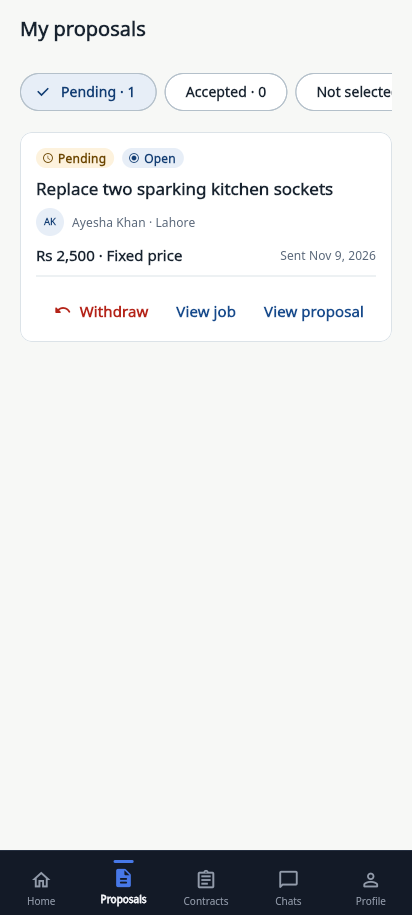 My proposals
Pending · 1
Accepted · 0
Not selecte
Pending
Open
Replace two sparking kitchen sockets
AK
Ayesha Khan · Lahore
Rs 2,500 · Fixed price
Sent Nov 9, 2026
Withdraw
View job
View proposal
Home
Proposals
Contracts
Chats
Profile